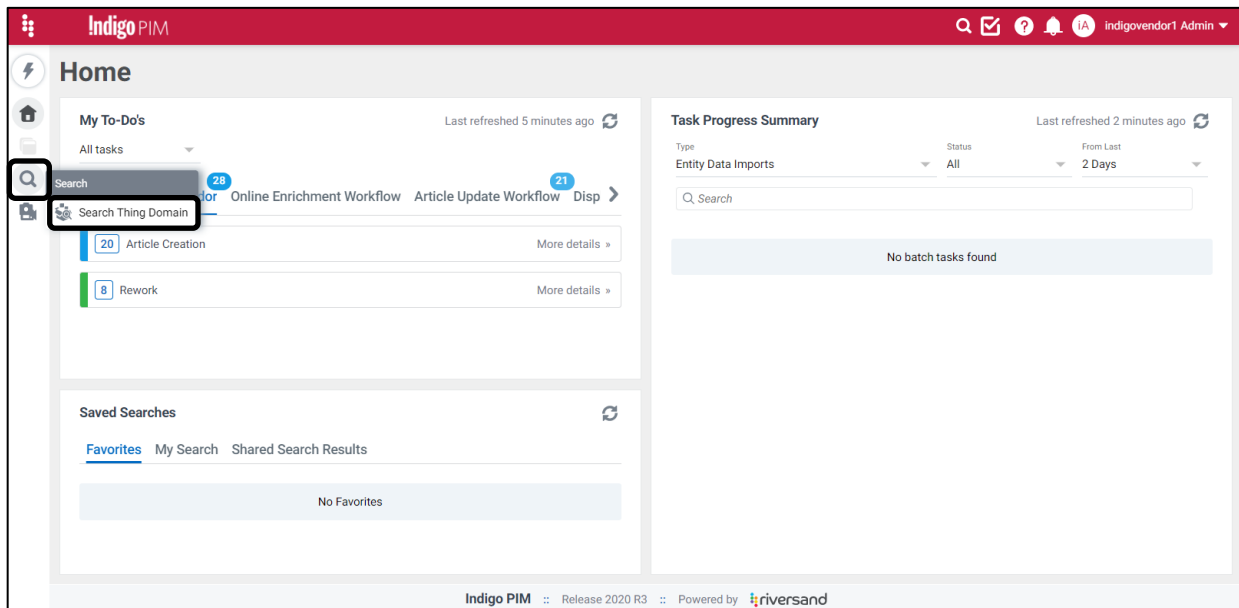 Indigo PIM
iA
indigovendor1 Admin
Home
My To-Do's
Last refreshed 5 minutes ago
All tasks
Search
Search Thing Domain
dor
28
Online Enrichment Workflow
Article Update Workflow
21
Disp
20 Article Creation
More details »
8 Rework
More details »
Task Progress Summary
Last refreshed 2 minutes ago
Type
Entity Data Imports
Status
All
From Last
2 Days
Search
No batch tasks found
Saved Searches
Favorites My Search Shared Search Results
No Favorites
Indigo PIM :: Release 2020 R3 :: Powered by riversand